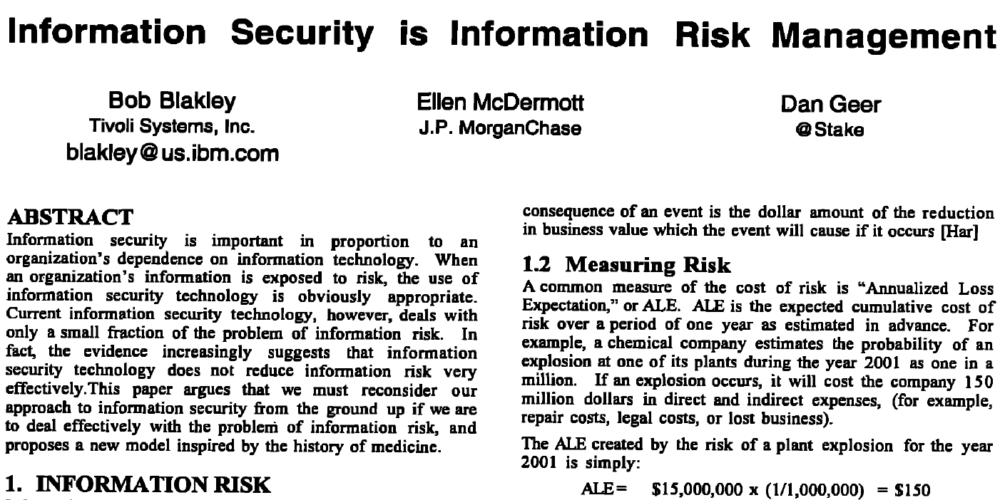 Information Security is Information Risk Management
Bob Blakley
Tivoli Systems, Inc.
blakley@us.ibm.com
Ellen McDermott
J.P. MorganChase
Dan Geer
@Stake
ABSTRACT
Information security is important in proportion to an
organization's dependence on information technology. When
an organization's information is exposed to risk, the use of
information security technology is obviously appropriate.
Current information security technology, however, deals with
only a small fraction of the problem of information risk. In
fact, the evidence increasingly suggests that information
security technology does not reduce information risk very
effectively.This paper argues that we must reconsider our
approach to information security from the ground up if we are
to deal effectively with the problem of information risk, and
proposes a new model inspired by the history of medicine.
1. INFORMATION RISK
consequence of an event is the dollar amount of the reduction
in business value which the event will cause if it occurs [Har]
1.2 Measuring Risk
A common measure of the cost of risk is "Annualized Loss
Expectation," or ALE. ALE is the expected cumulative cost of
risk over a period of one year as estimated in advance. For
example, a chemical company estimates the probability of an
explosion at one of its plants during the year 2001 as one in a
million. If an explosion occurs, it will cost the company 150
million dollars in direct and indirect expenses, (for example,
repair costs, legal costs, or lost business).
The ALE created by the risk of a plant explosion for the year
2001 is simply:
ALE= $15,000,000 x (1/1,000,000) = $150